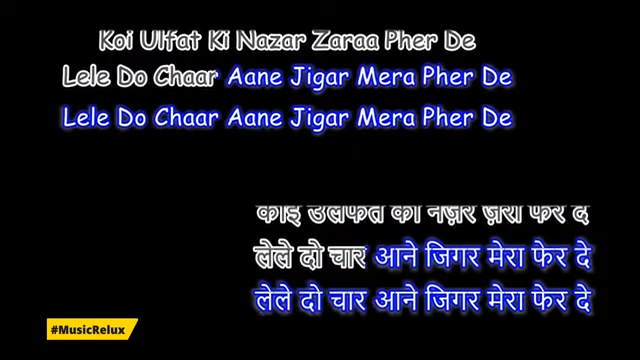 Koi Ulfat Ki Nazar Zaraa Pher De
Lele Do Chaar Aane Jigar Mera Pher De
Lele Do Chaar Aane Jigar Mera Pher De
कोई उलफत की नज़र ज़रा फेर दे
लेले दो चार आने जिगर मेरा फेर दे
लेले दो चार आने जिगर मेरा फेर दे
#MusicRelux